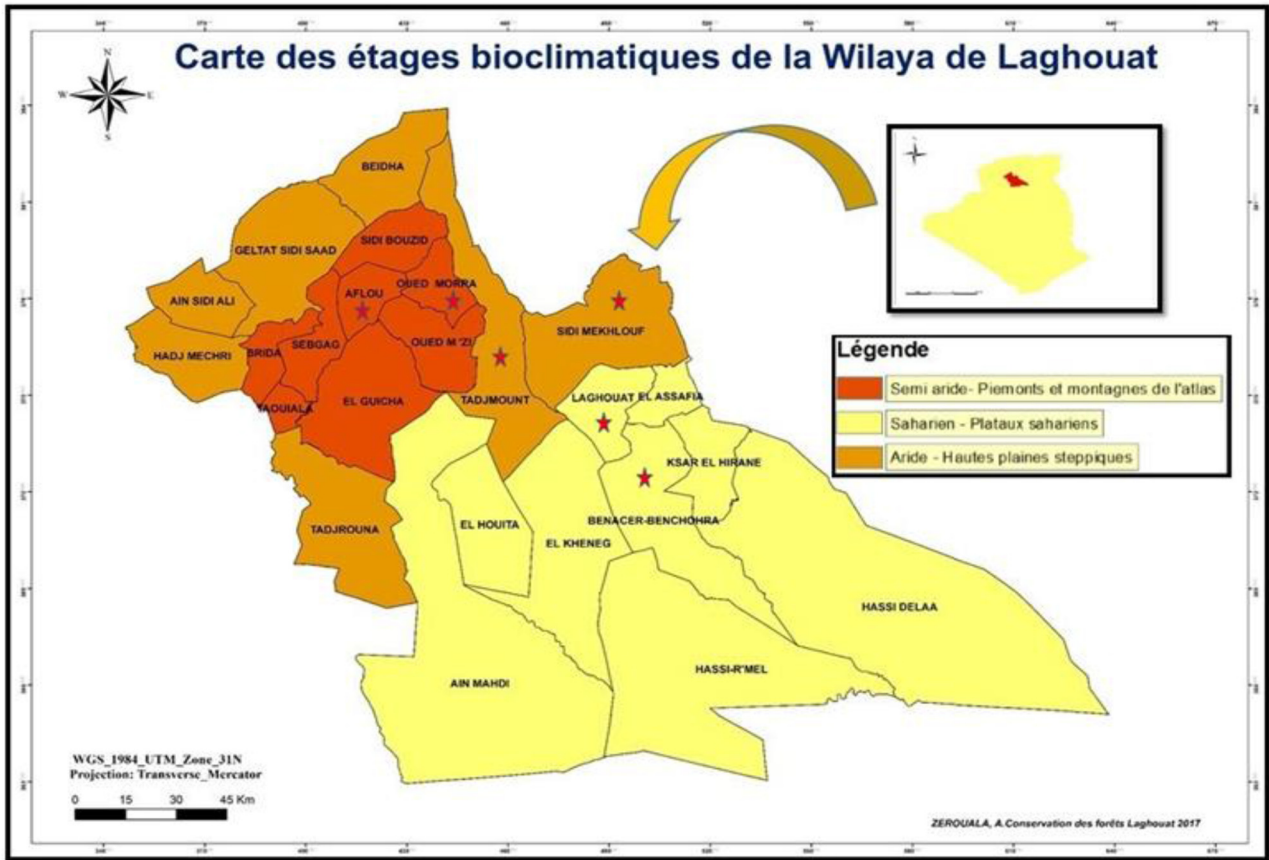 Carte des étages bioclimatiques de la Wilaya de Laghouat
N
W E
S
BEIDHA
SIDI BOUZID
GELTAT SIDI SAAD
OUED MORRA
AFLOU
AIN SIDI ALI
SIDI MEKHLOUF
HADJ MECHRI
BRIDA
SEBGAG
OUED M 'ZI
TAOUIALA
EL GUICHA
TADJMOUNT
LAGHOUAT
EL ASSAFIA
KSAR EL HIRANE
TADJROUNA
EL HOUITA
BENACER-BENCHOHRA
EL KHENEG
HASSI DELAA
HASSI-R'MEL
AIN MAHDI
Légende
Semi aride- Piemonts et montagnes de l'atlas
Saharien - Plataux sahariens
Aride - Hautes plaines steppiques
WGS_1984_UTM_Zone_31N
Projection: Transverse_Mercator
0 15 30 45 Km
ZEROUALA, A.Conservation des forêts Laghouat 2017